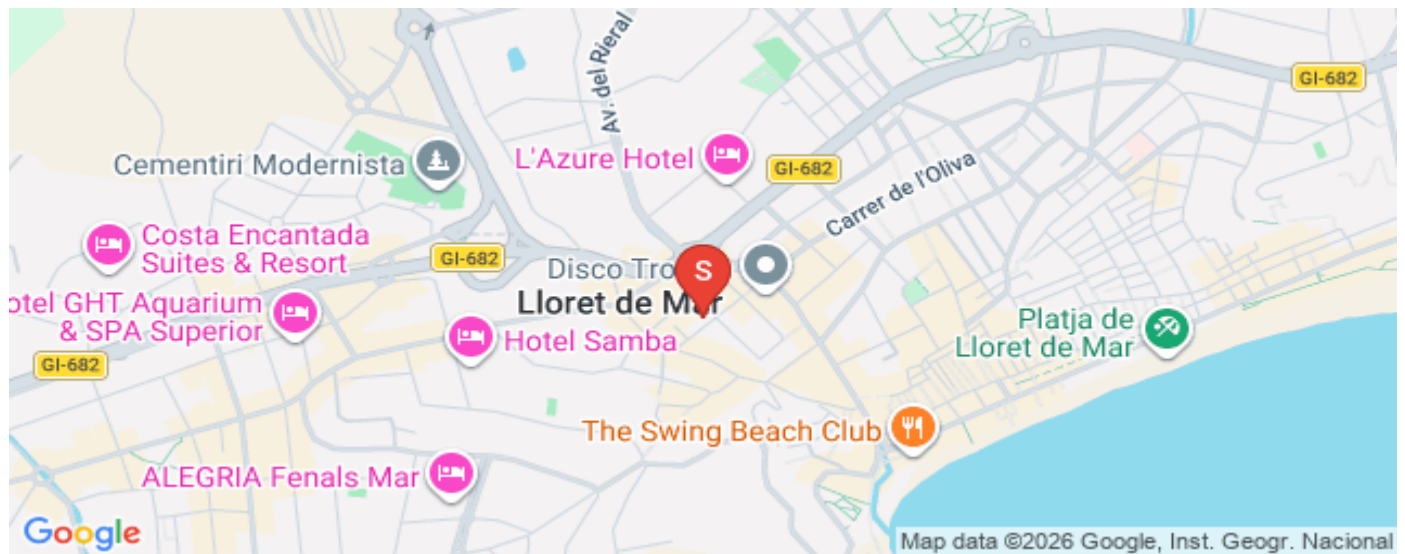 Av. del Rieral
GI-682
Cementiri Modernista
L'Azure Hotel
GI-682
Carrer de l'Oliva
Costa Encantada
Suites & Resort
GI-682
Disco Tro
S
Lloret de Mar
otel GHT Aquarium
& SPA Superior
Hotel Samba
Platja de
Lloret de Mar
GI-682
The Swing Beach Club
ALEGRIA Fenals Mar
Google
Map data ©2026 Google, Inst. Geogr. Nacional